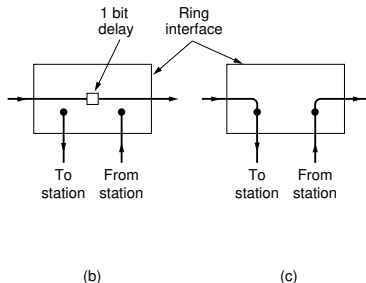 1 bit
delay
Ring
interface
To
station
From
station
To
station
From
station
(b)
(c)